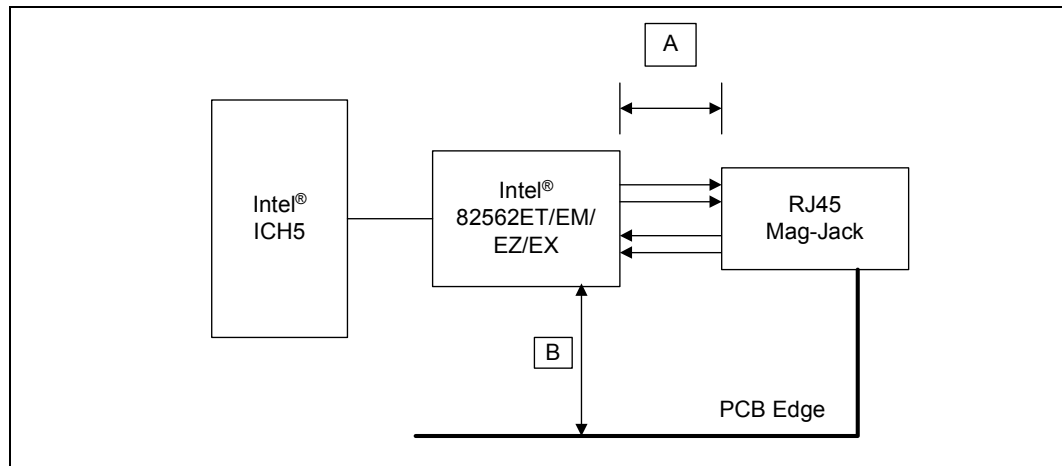 A
Intel®
ICH5
Intel®
82562ET/EM/
EZ/EX
RJ45
Mag-Jack
B
PCB Edge